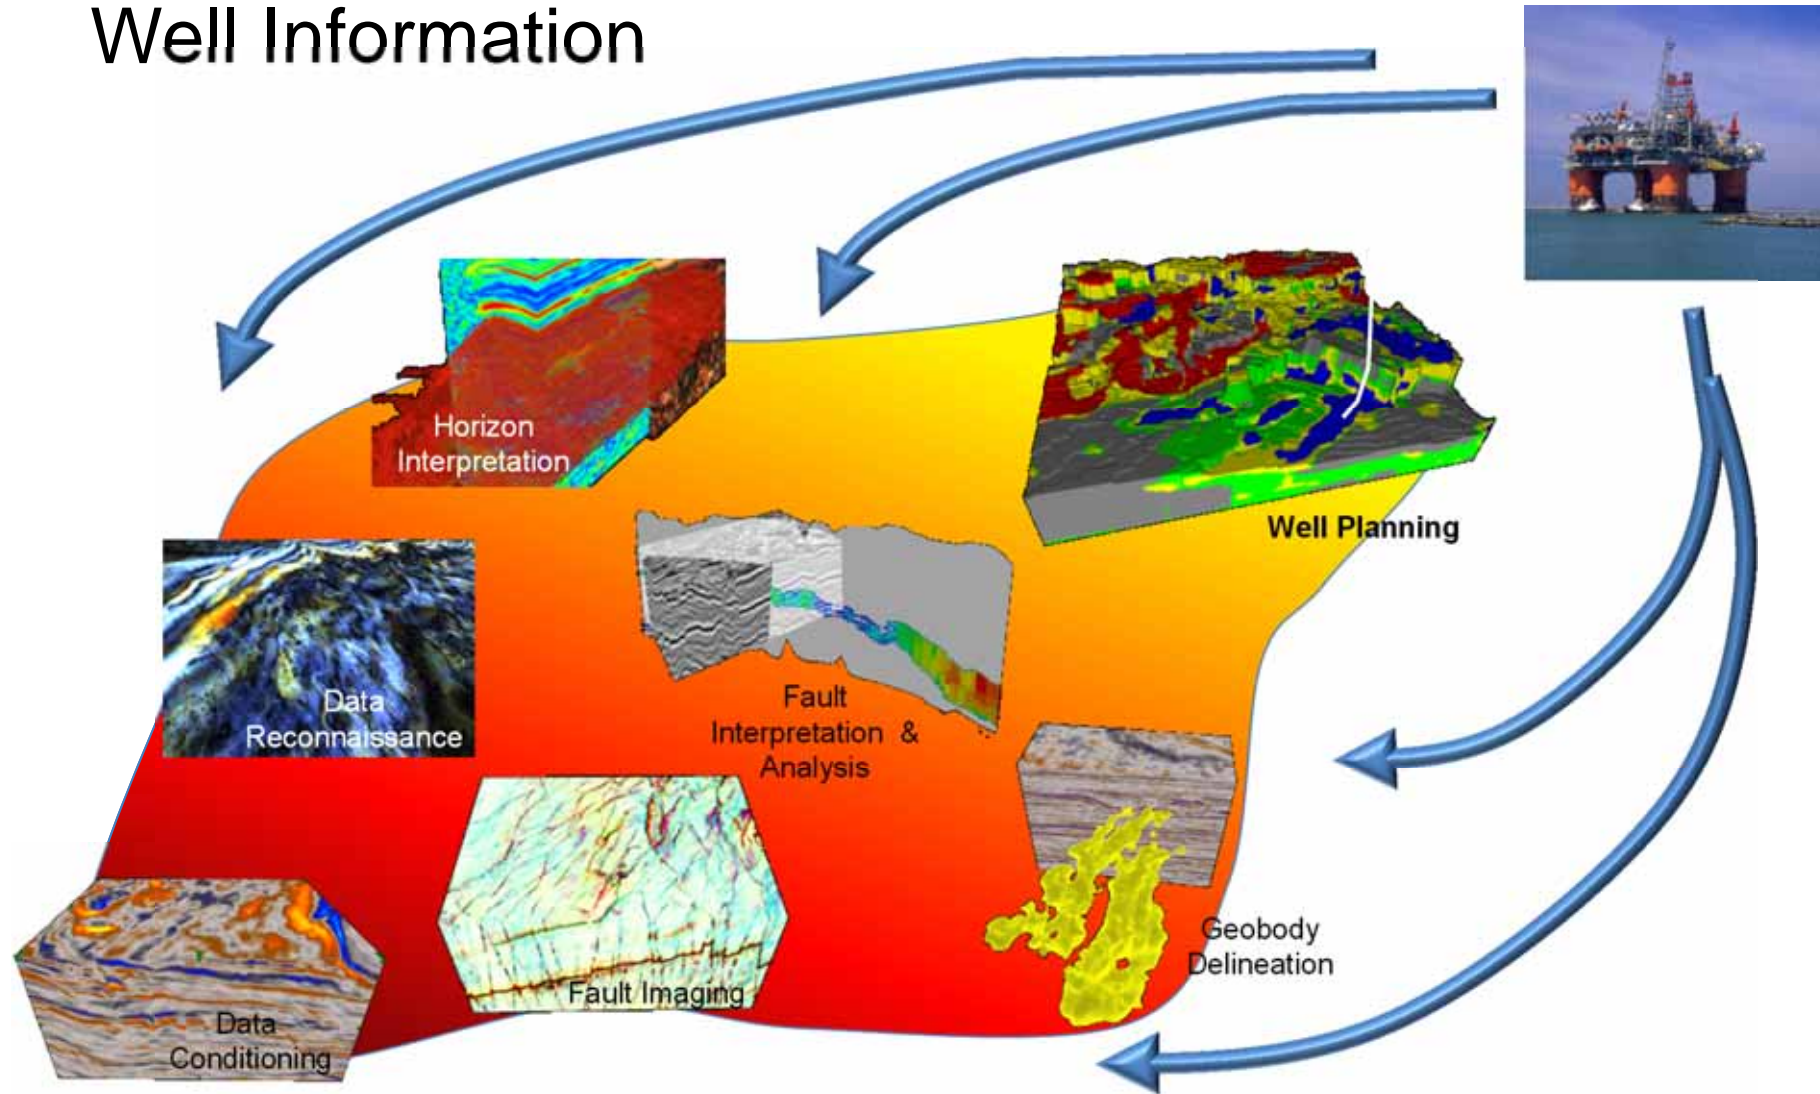 Well Information
Horizon
Interpretation
Well Planning
Data
Reconnaissance
Fault
Interpretation &
Analysis
Geobody
Delineation
Fault Imaging
Data
Conditioning